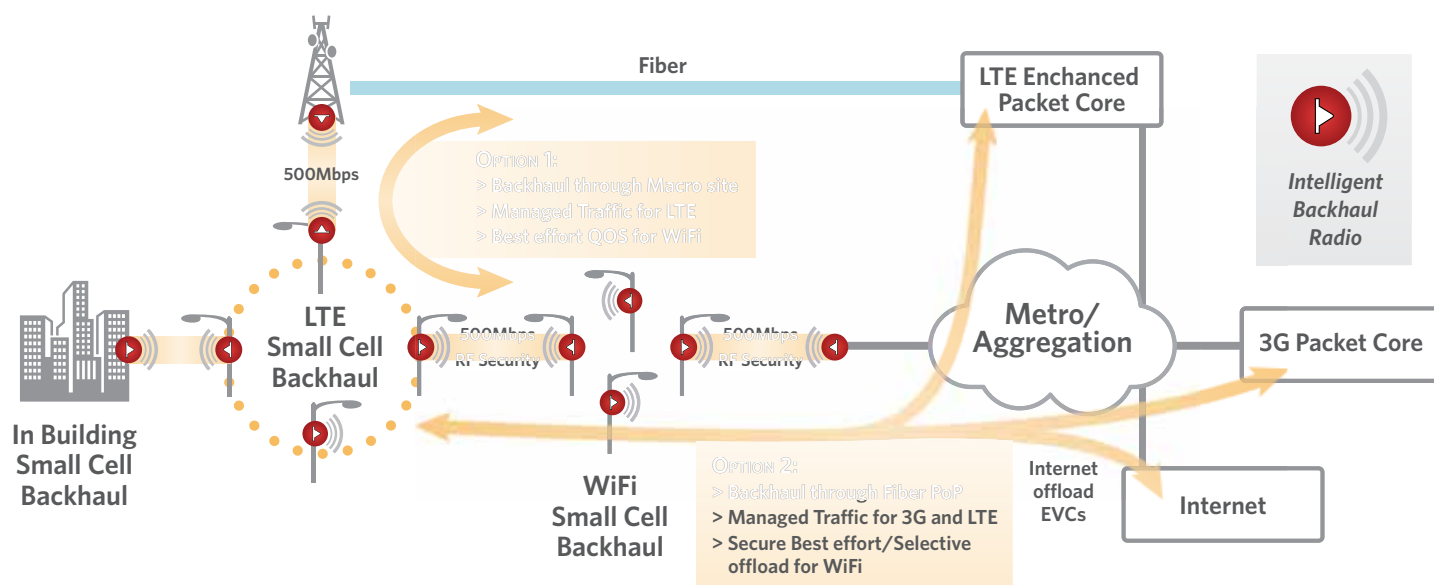 Fiber
LTE Enchanced
Packet Core
500Mbps
OPTION 1:
> Backhaul through Macro site
> Managed Traffic for LTE
> Best effort QOS for WiFi
Intelligent
Backhaul
Radio
LTE
Small Cell
Backhaul
500Mbps
RF Security
500Mbps
RF Security
Metro/
Aggregation
3G Packet Core
In Building
Small Cell
Backhaul
WiFi
Small Cell
Backhaul
OPTION 2:
> Backhaul through Fiber PoP
> Managed Traffic for 3G and LTE
> Secure Best effort/Selective
offload for WiFi
Internet
offload
EVCs
Internet